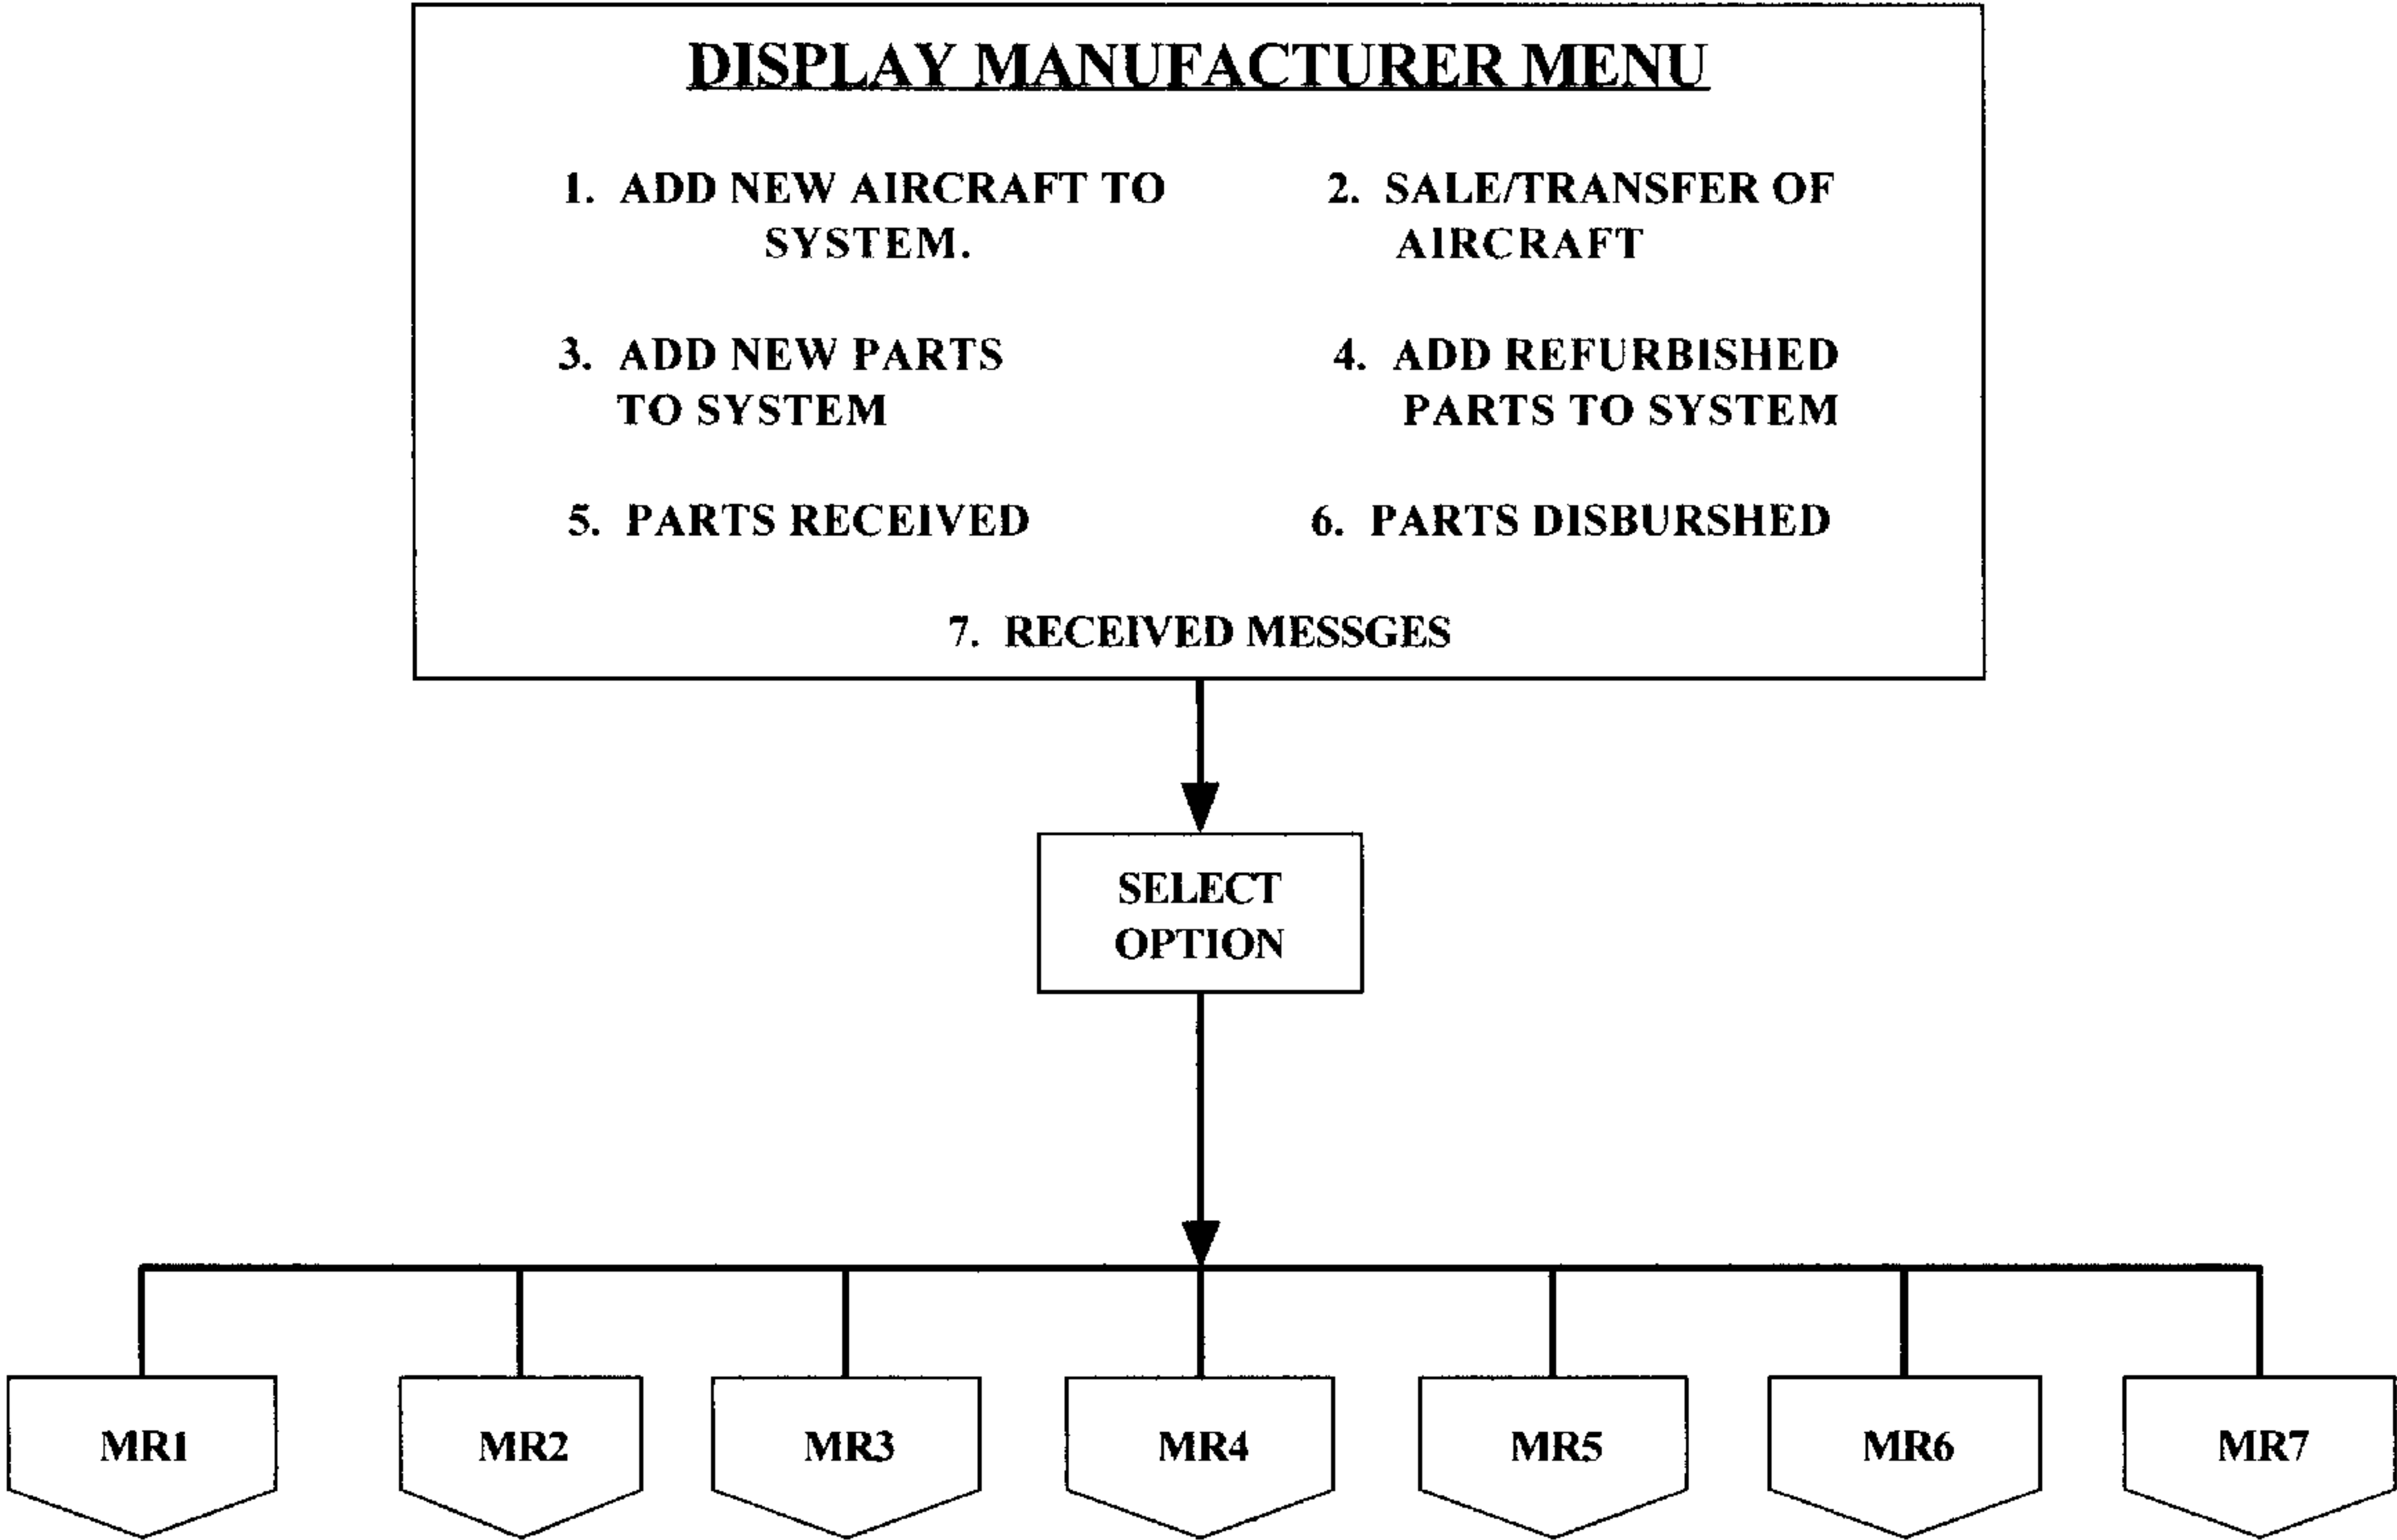 DISPLAY MANUFACTURER MENU
1. ADD NEW AIRCRAFT TO
SYSTEM.
2. SALE/TRANSFER OF
AIRCRAFT
3. ADD NEW PARTS
TO SYSTEM
4. ADD REFURBISHED
PARTS TO SYSTEM
5. PARTS RECEIVED
6. PARTS DISBURSHED
7. RECEIVED MESSGES
SELECT
OPTION
MR1
MR2
MR3
MR4
MR5
MR6
MR7